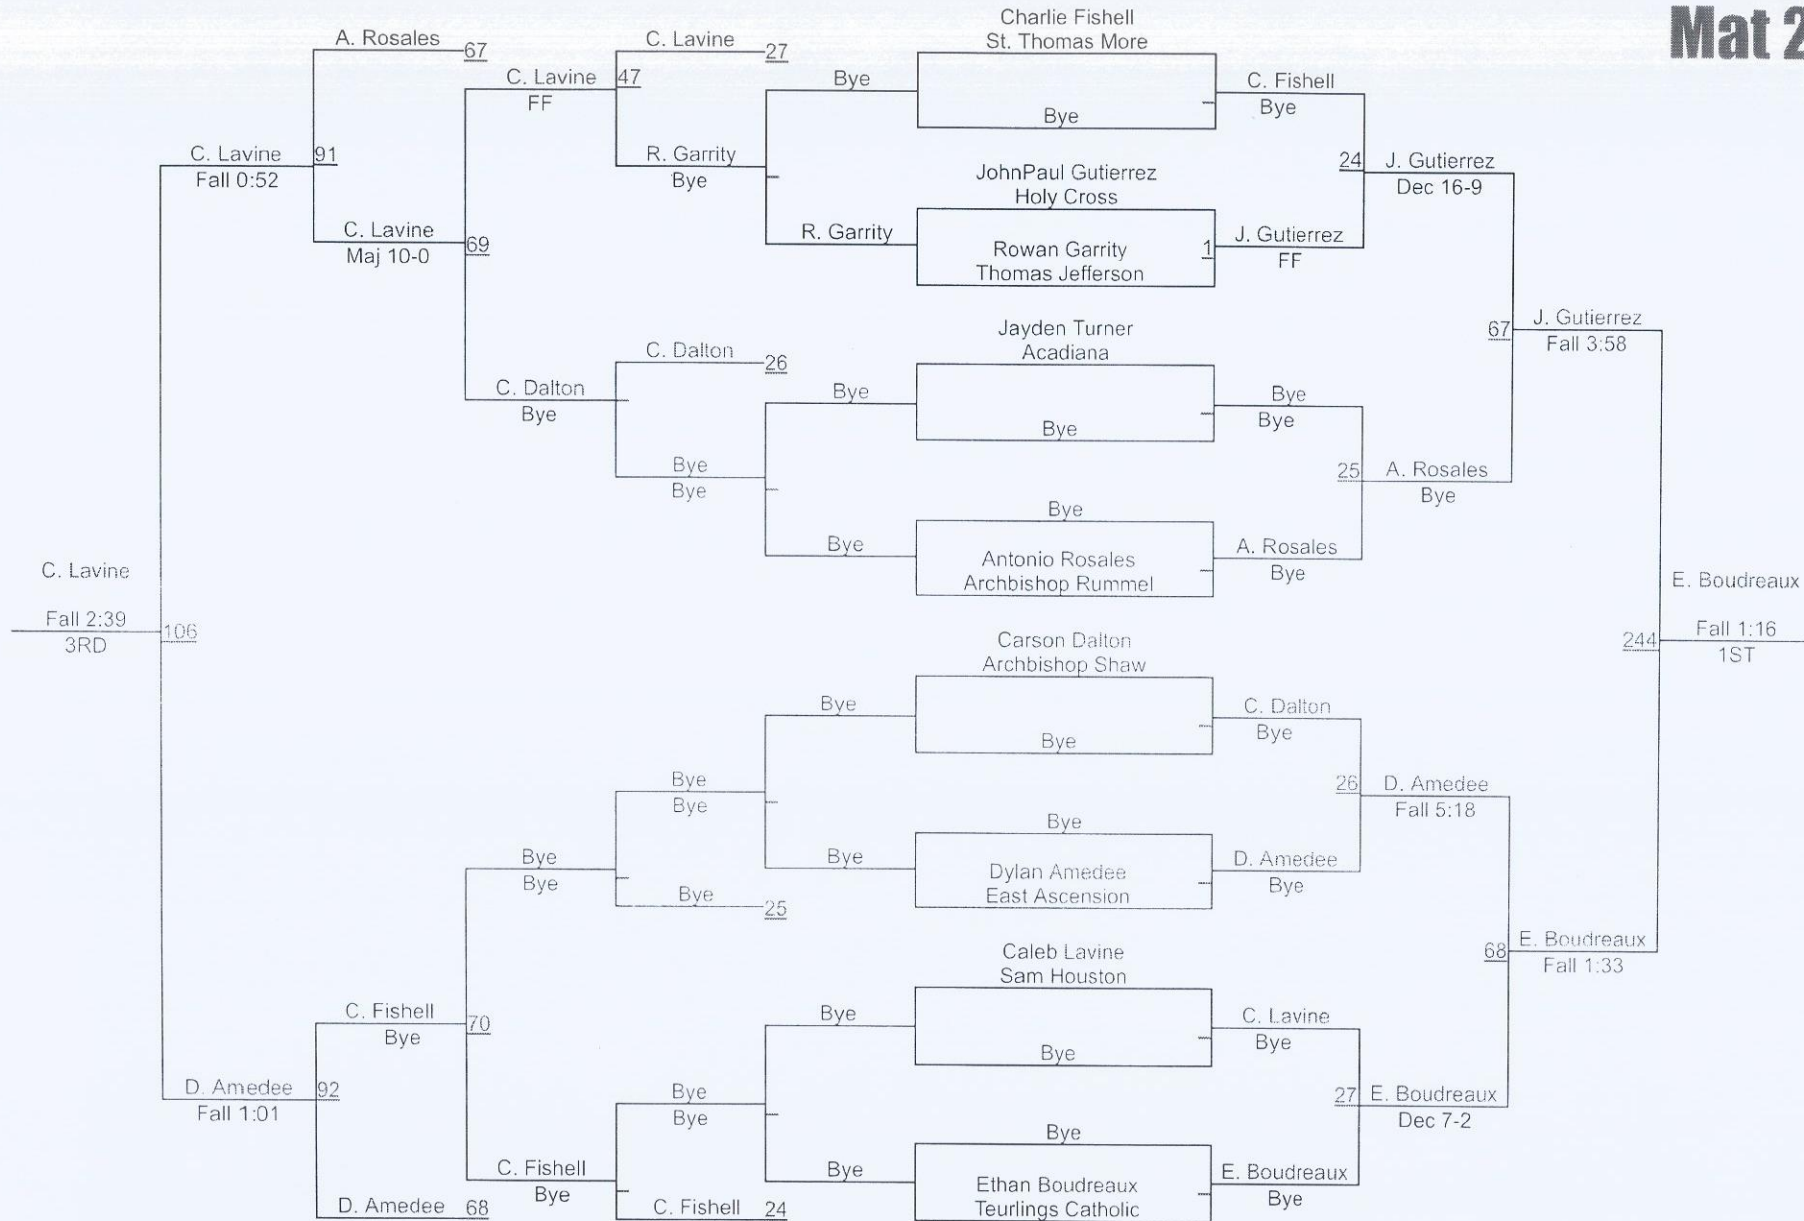 Mat 2
Charlie Fishell
St. Thomas More
A. Rosales
67
C. Lavine
27
C. Lavine
47
FF
Bye
C. Fishell
Bye
Bye
C. Lavine
91
Fall 0:52
R. Garrity
Bye
JohnPaul Gutierrez
Holy Cross
24
J. Gutierrez
Dec 16-9
C. Lavine
69
Maj 10-0
R. Garrity
Rowan Garrity
1
Thomas Jefferson
J. Gutierrez
FF
Jayden Turner
Acadiana
67
J. Gutierrez
Fall 3:58
C. Dalton
26
C. Dalton
Bye
Bye
Bye
Bye
Bye
Bye
Bye
25
A. Rosales
Bye
Bye
Bye
Antonio Rosales
Archbishop Rummel
A. Rosales
Bye
C. Lavine
Fall 2:39
106
3RD
E. Boudreaux
244
Fall 1:16
1ST
Carson Dalton
Archbishop Shaw
Bye
C. Dalton
Bye
Bye
Bye
Bye
26
D. Amedee
Fall 5:18
Bye
Bye
Bye
Bye
Dylan Amedee
East Ascension
D. Amedee
Bye
Bye
25
68
E. Boudreaux
Fall 1:33
Caleb Lavine
Sam Houston
C. Fishell
70
Bye
Bye
C. Lavine
Bye
Bye
D. Amedee
92
Fall 1:01
Bye
Bye
27
E. Boudreaux
Dec 7-2
Bye
C. Fishell
Bye
Bye
Ethan Boudreaux
Teurlings Catholic
E. Boudreaux
Bye
D. Amedee
68
C. Fishell
24